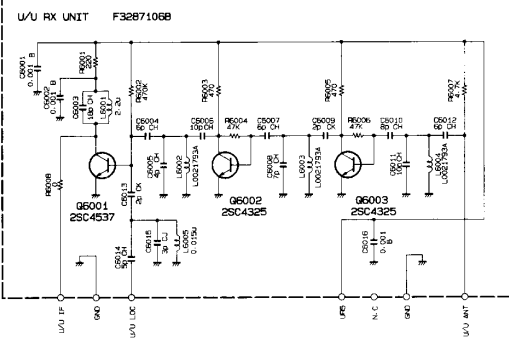 U/U RX UNIT F3287106B
C6001
0.001 B
C6002
0.001 B
R6001
220
C6003
18p CH
L6001
2.2u
R6002
470K
C6004
6p CH
C6005
4p CH
L6002
L0021793A
C6006
10p CH
R6003
470
R6004
47K
C6007
6p CH
C6008
7p CH
L6003
L0021793A
C6009
2p CK
R6005
470
R6006
47K
C6010
8p CH
C6011
10p CH
L6004
L0021793A
C6012
6p CH
R6007
4.7K
R6008
0
Q6001
2SC4537
C6013
2p CK
Q6002
2SC4325
Q6003
2SC4325
C6014
5p CH
C6015
3p CJ
L6005
0.015u
C6016
0.001
B
U/U IF
GND
U/U LOC
UR5
N.C
GND
U/U ANT